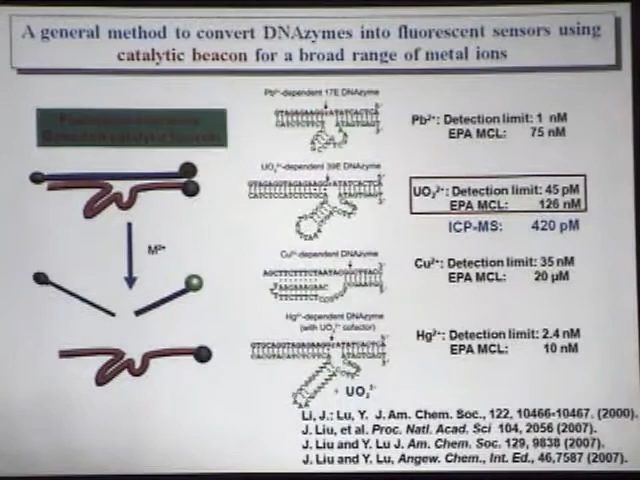 A general method to convert DNAzymes into fluorescent sensors using
catalytic beacon for a broad range of metal ions
Pb²⁺-dependent 17E DNAzyme
Pb²⁺: Detection limit: 1 nM
EPA MCL: 75 nM
UO₂²⁺-dependent 39E DNAzyme
UO₂²⁺: Detection limit: 45 pM
EPA MCL: 126 nM
ICP-MS: 420 pM
M²⁺
Cu²⁺-dependent DNAzyme
Cu²⁺: Detection limit: 35 nM
EPA MCL: 20 µM
Hg²⁺-dependent DNAzyme
(with UO₂²⁺ cofactor)
Hg²⁺: Detection limit: 2.4 nM
EPA MCL: 10 nM
+ UO₂²⁺
Li, J.; Lu, Y. J. Am. Chem. Soc., 122, 10466-10467. (2000).
J. Liu, et al. Proc. Natl. Acad. Sci 104, 2056 (2007).
J. Liu and Y. Lu J. Am. Chem. Soc. 129, 9838 (2007).
J. Liu and Y. Lu, Angew. Chem., Int. Ed., 46,7587 (2007).